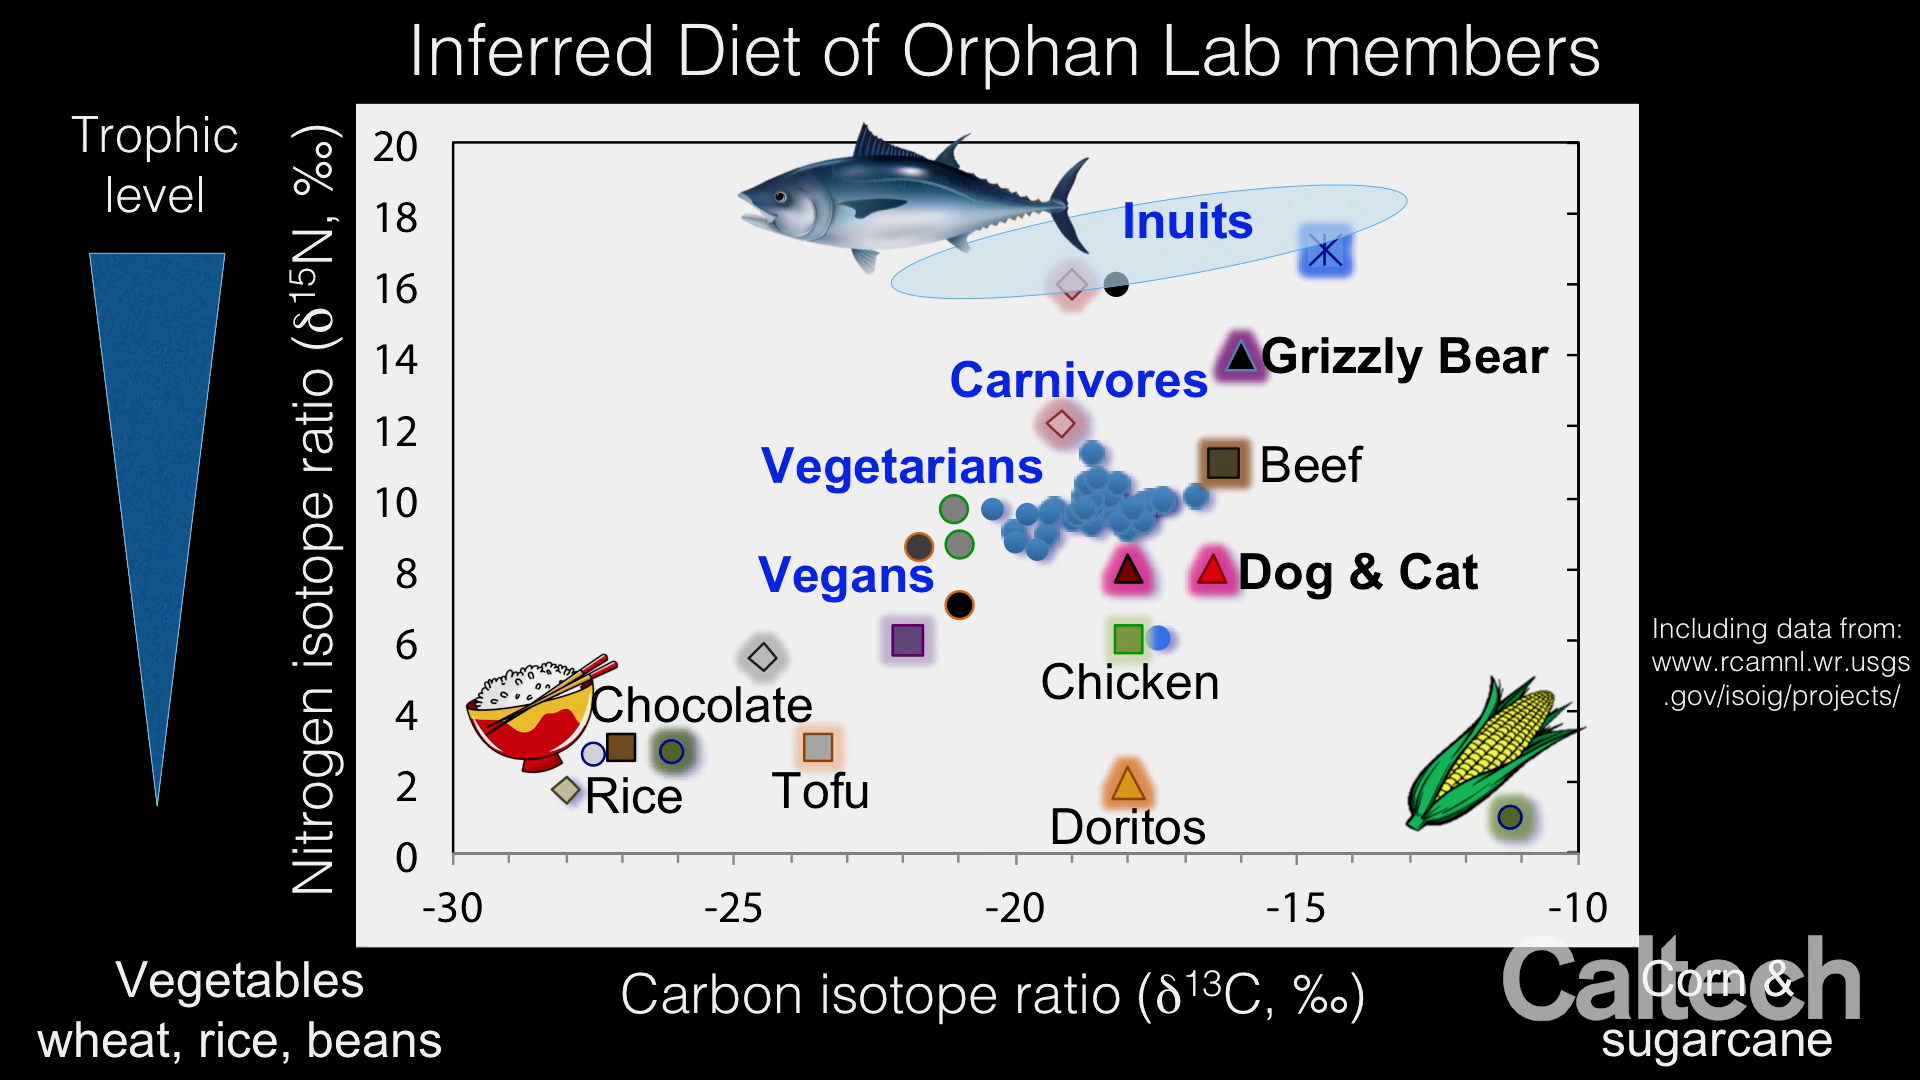 Inferred Diet of Orphan Lab members
Trophic
level
Nitrogen isotope ratio (δ15N, ‰)
20
18
16
14
12
10
8
6
4
2
0
Inuits
Grizzly Bear
Carnivores
Vegetarians
Beef
Vegans
Dog & Cat
Chicken
Chocolate
Rice
Tofu
Doritos
-30
-25
-20
-15
-10
Including data from:
www.rcamnl.wr.usgs
.gov/isoig/projects/
Vegetables
wheat, rice, beans
Carbon isotope ratio (δ13C, ‰)
Corn &
sugarcane
Caltech